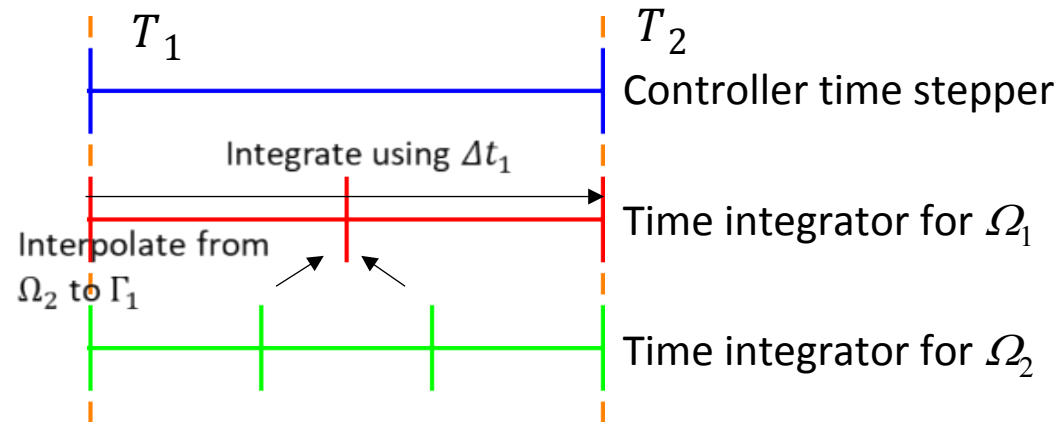 T₁
T₂
Controller time stepper
Integrate using Δt₁
Time integrator for Ω₁
Interpolate from
Ω₂ to Γ₁
Time integrator for Ω₂